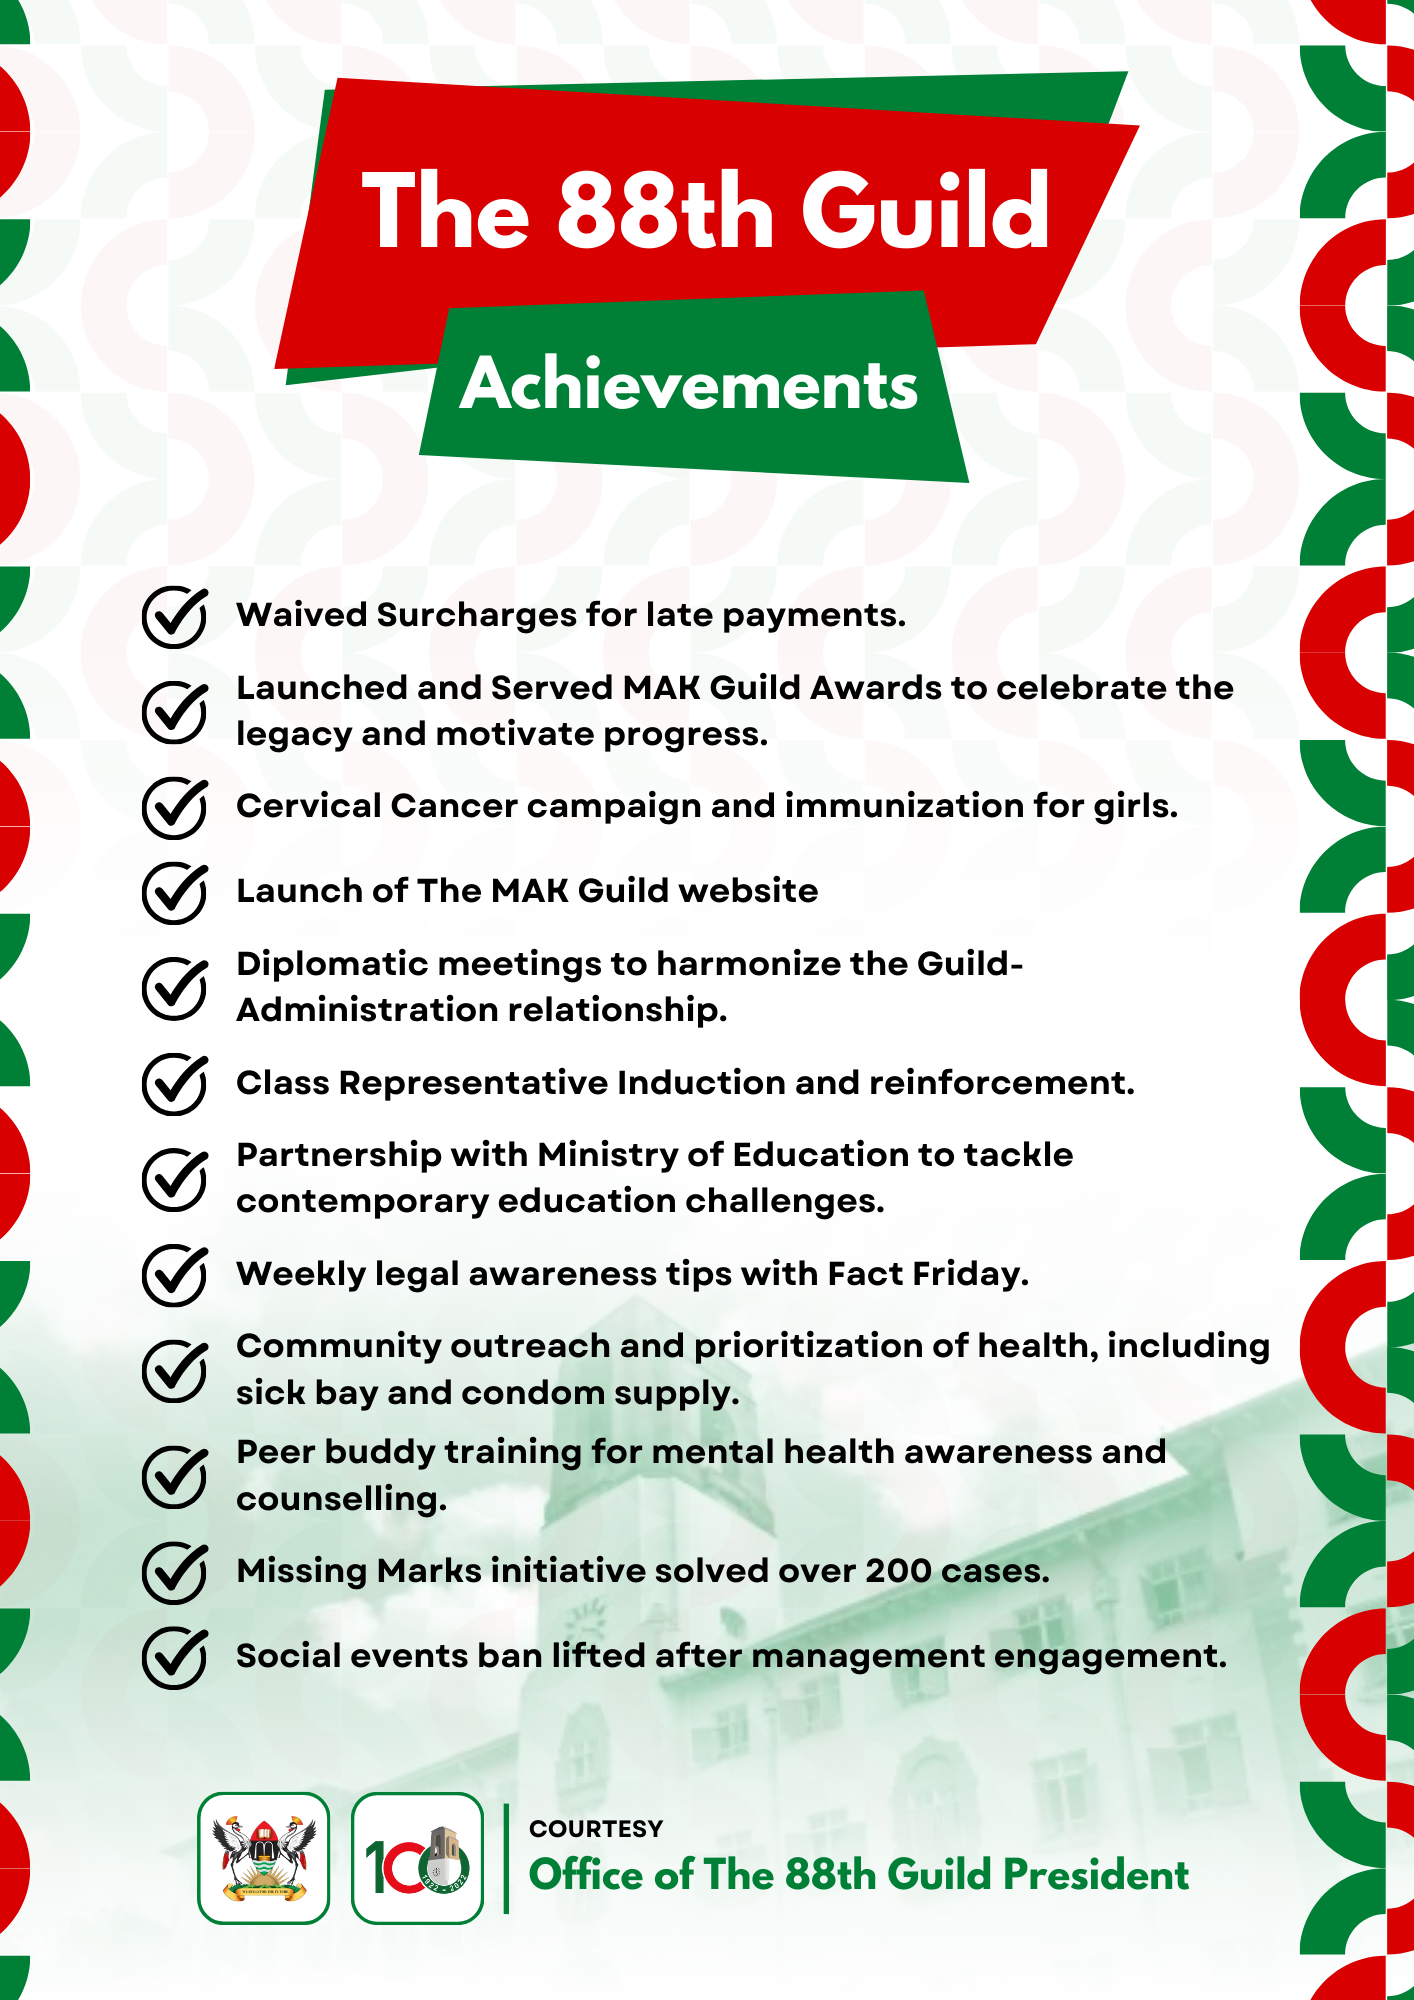 The 88th Guild
Achievements
Waived Surcharges for late payments.
Launched and Served MAK Guild Awards to celebrate the
legacy and motivate progress.
Cervical Cancer campaign and immunization for girls.
Launch of The MAK Guild website
Diplomatic meetings to harmonize the Guild-
Administration relationship.
Class Representative Induction and reinforcement.
Partnership with Ministry of Education to tackle
contemporary education challenges.
Weekly legal awareness tips with Fact Friday.
Community outreach and prioritization of health, including
sick bay and condom supply.
Peer buddy training for mental health awareness and
counselling.
Missing Marks initiative solved over 200 cases.
Social events ban lifted after management engagement.
WE BUILD FOR THE FUTURE
100
1922 - 2022
COURTESY
Office of The 88th Guild President